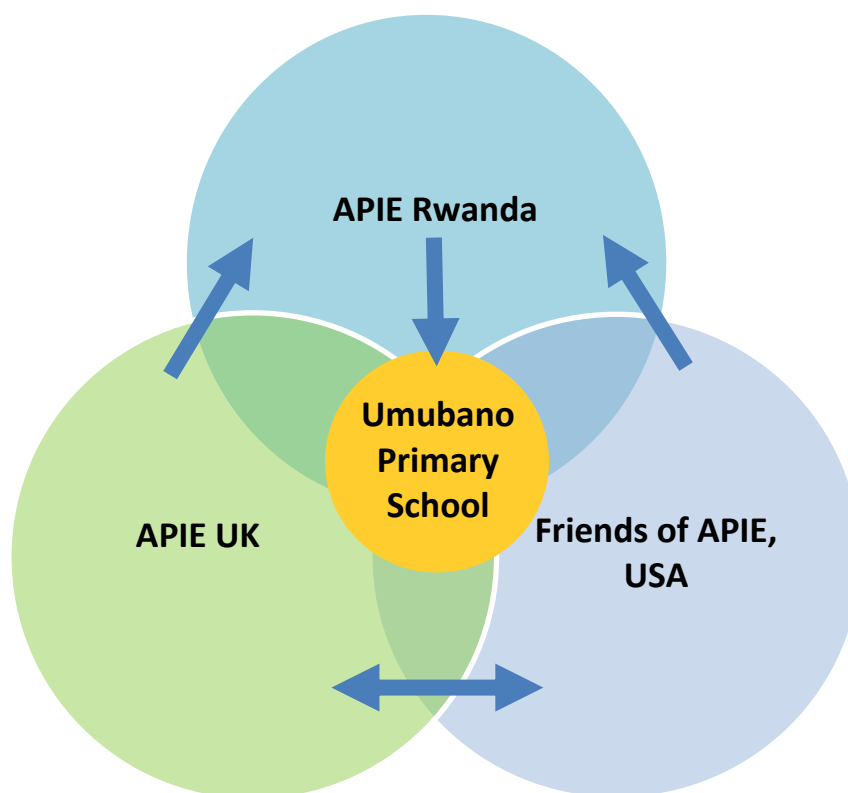 APIE Rwanda
Umubano
Primary
School
APIE UK
Friends of APIE,
USA